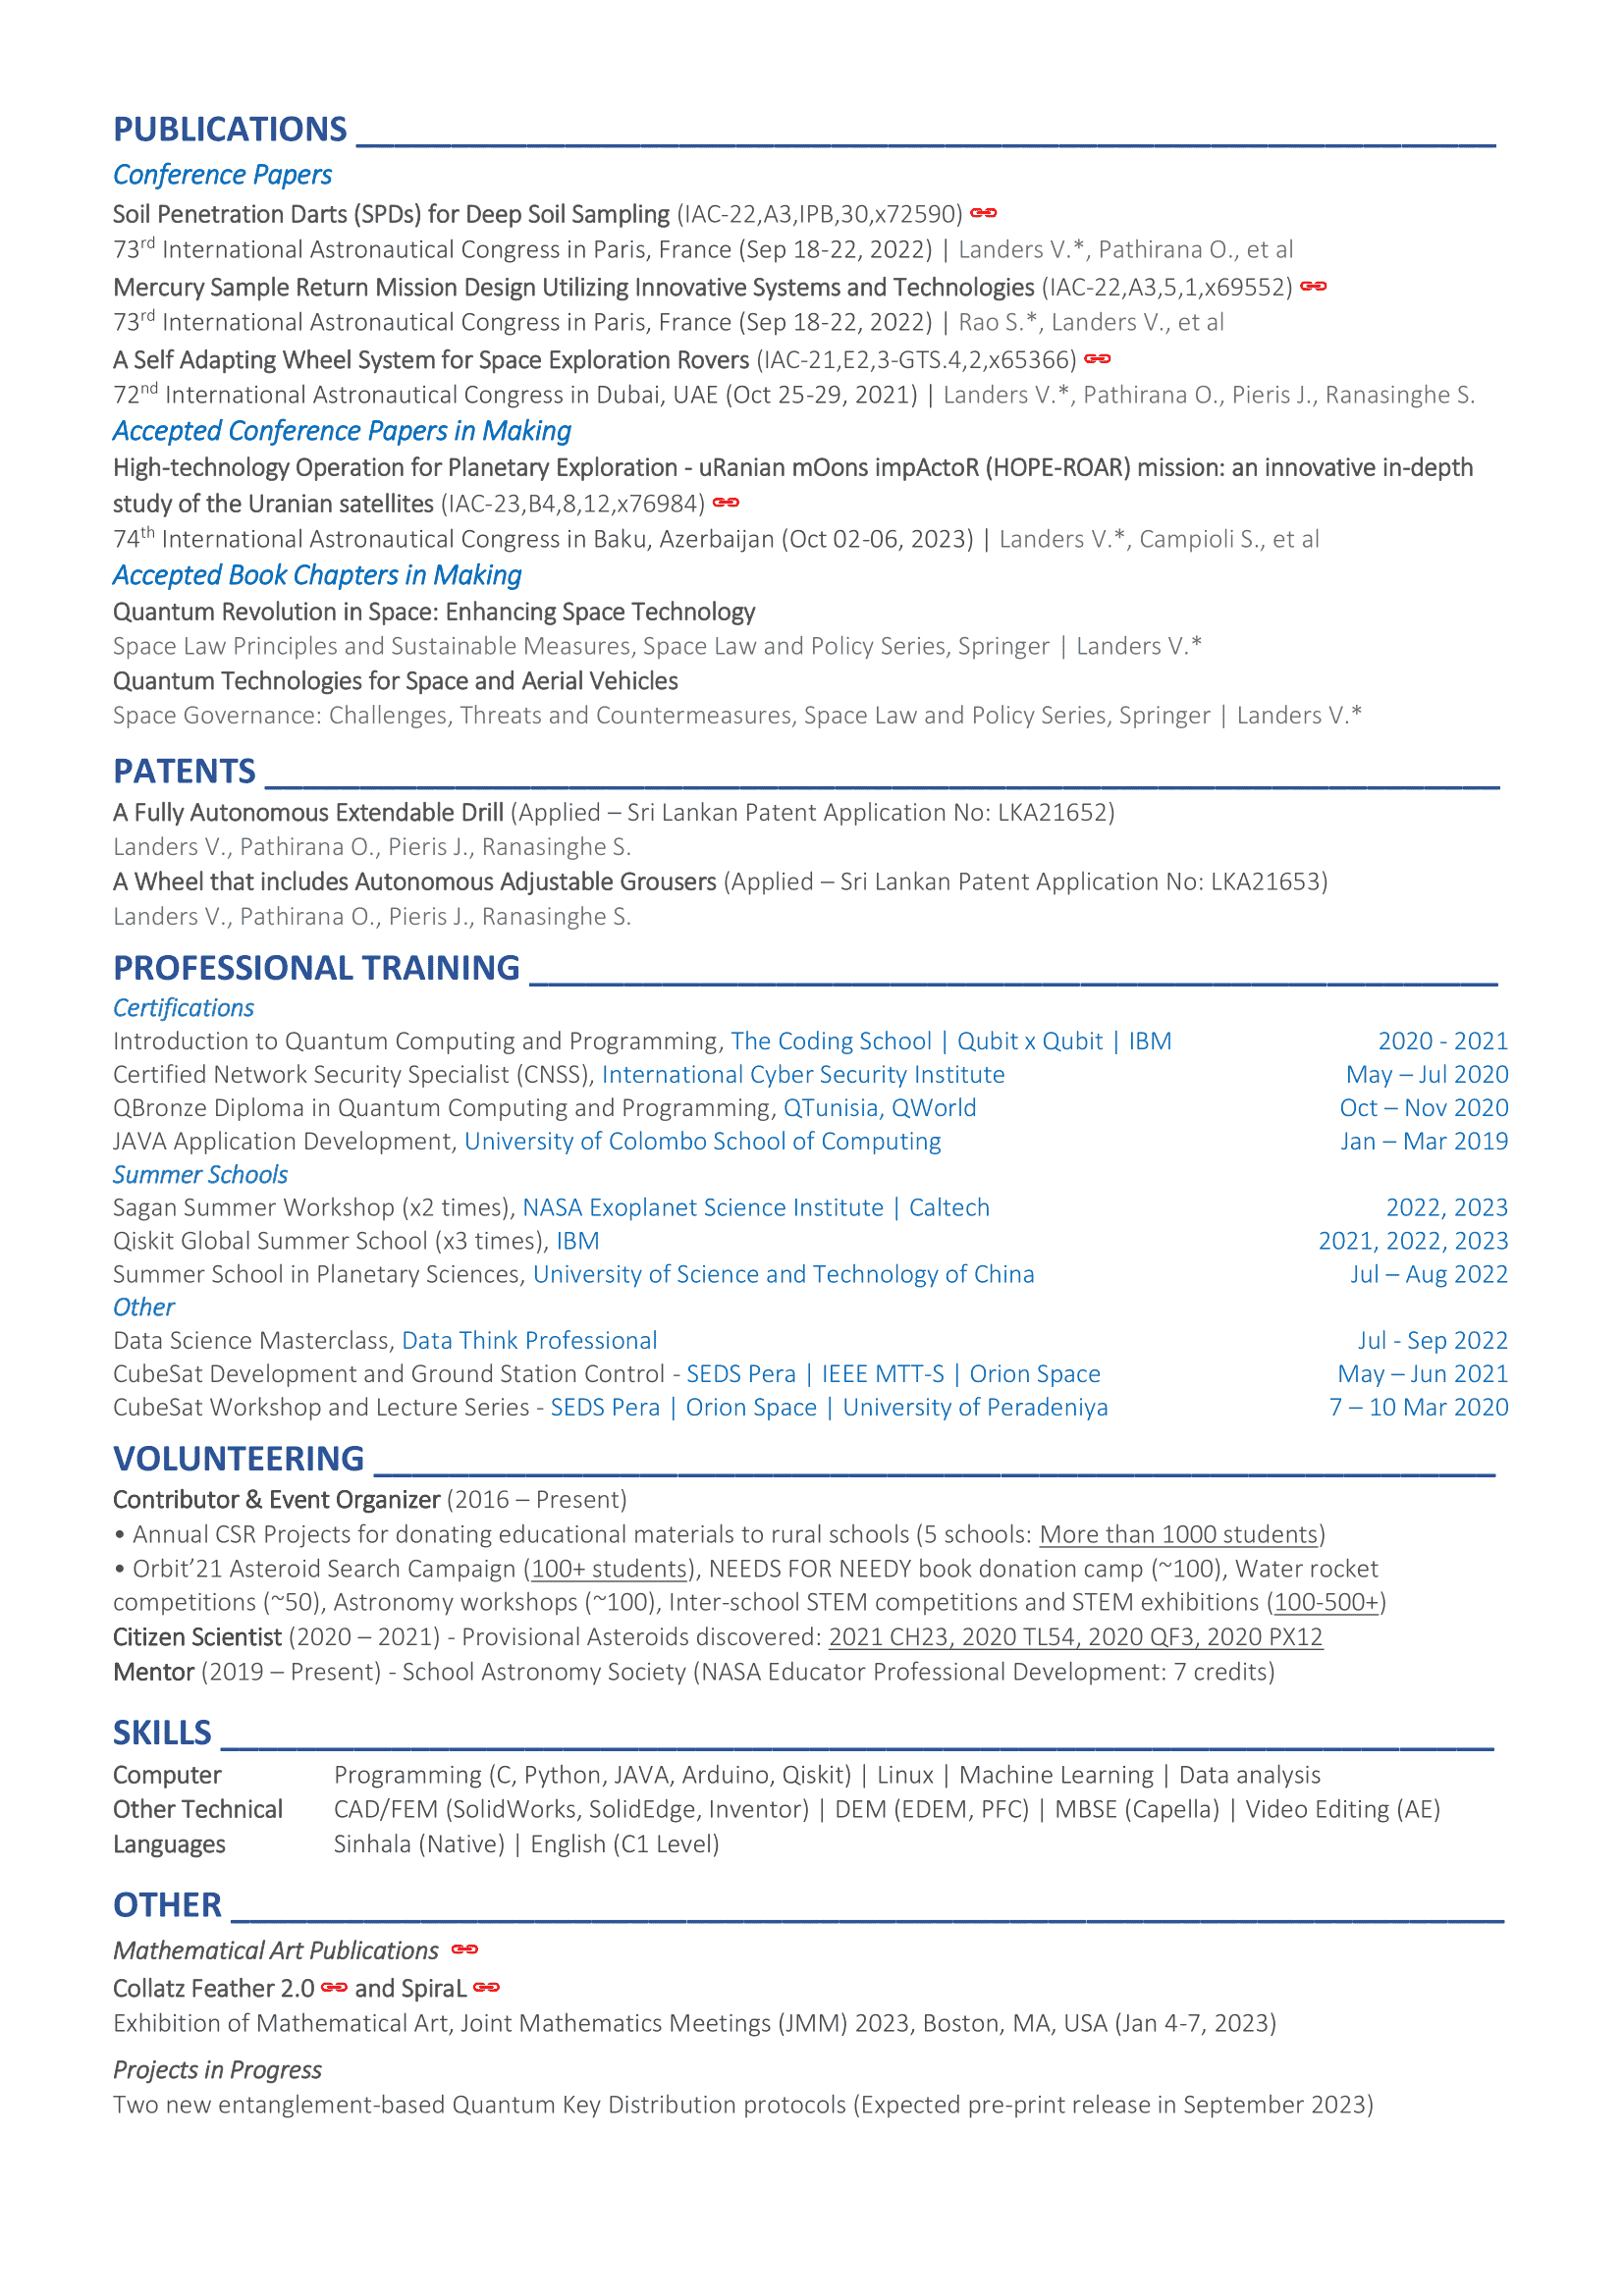 PUBLICATIONS
Conference Papers
Soil Penetration Darts (SPDs) for Deep Soil Sampling (IAC-22,A3,IPB,30,x72590)
73rd International Astronautical Congress in Paris, France (Sep 18-22, 2022) | Landers V.*, Pathirana O., et al
Mercury Sample Return Mission Design Utilizing Innovative Systems and Technologies (IAC-22,A3,5,1,x69552)
73rd International Astronautical Congress in Paris, France (Sep 18-22, 2022) | Rao S.*, Landers V., et al
A Self Adapting Wheel System for Space Exploration Rovers (IAC-21,E2,3-GTS.4,2,x65366)
72nd International Astronautical Congress in Dubai, UAE (Oct 25-29, 2021) | Landers V.*, Pathirana O., Pieris J., Ranasinghe S.
Accepted Conference Papers in Making
High-technology Operation for Planetary Exploration - uRanian mOons impActoR (HOPE-ROAR) mission: an innovative in-depth
study of the Uranian satellites (IAC-23,B4,8,12,x76984)
74th International Astronautical Congress in Baku, Azerbaijan (Oct 02-06, 2023) | Landers V.*, Campioli S., et al
Accepted Book Chapters in Making
Quantum Revolution in Space: Enhancing Space Technology
Space Law Principles and Sustainable Measures, Space Law and Policy Series, Springer | Landers V.*
Quantum Technologies for Space and Aerial Vehicles
Space Governance: Challenges, Threats and Countermeasures, Space Law and Policy Series, Springer | Landers V.*
PATENTS
A Fully Autonomous Extendable Drill (Applied – Sri Lankan Patent Application No: LKA21652)
Landers V., Pathirana O., Pieris J., Ranasinghe S.
A Wheel that includes Autonomous Adjustable Grousers (Applied – Sri Lankan Patent Application No: LKA21653)
Landers V., Pathirana O., Pieris J., Ranasinghe S.
PROFESSIONAL TRAINING
Certifications
Introduction to Quantum Computing and Programming, The Coding School | Qubit x Qubit | IBM 2020 - 2021
Certified Network Security Specialist (CNSS), International Cyber Security Institute May – Jul 2020
QBronze Diploma in Quantum Computing and Programming, QTunisia, QWorld Oct – Nov 2020
JAVA Application Development, University of Colombo School of Computing Jan – Mar 2019
Summer Schools
Sagan Summer Workshop (x2 times), NASA Exoplanet Science Institute | Caltech 2022, 2023
Qiskit Global Summer School (x3 times), IBM 2021, 2022, 2023
Summer School in Planetary Sciences, University of Science and Technology of China Jul – Aug 2022
Other
Data Science Masterclass, Data Think Professional Jul - Sep 2022
CubeSat Development and Ground Station Control - SEDS Pera | IEEE MTT-S | Orion Space May – Jun 2021
CubeSat Workshop and Lecture Series - SEDS Pera | Orion Space | University of Peradeniya 7 – 10 Mar 2020
VOLUNTEERING
Contributor & Event Organizer (2016 – Present)
• Annual CSR Projects for donating educational materials to rural schools (5 schools: More than 1000 students)
• Orbit’21 Asteroid Search Campaign (100+ students), NEEDS FOR NEEDY book donation camp (~100), Water rocket
competitions (~50), Astronomy workshops (~100), Inter-school STEM competitions and STEM exhibitions (100-500+)
Citizen Scientist (2020 – 2021) - Provisional Asteroids discovered: 2021 CH23, 2020 TL54, 2020 QF3, 2020 PX12
Mentor (2019 – Present) - School Astronomy Society (NASA Educator Professional Development: 7 credits)
SKILLS
Computer Programming (C, Python, JAVA, Arduino, Qiskit) | Linux | Machine Learning | Data analysis
Other Technical CAD/FEM (SolidWorks, SolidEdge, Inventor) | DEM (EDEM, PFC) | MBSE (Capella) | Video Editing (AE)
Languages Sinhala (Native) | English (C1 Level)
OTHER
Mathematical Art Publications
Collatz Feather 2.0 and SpiraL
Exhibition of Mathematical Art, Joint Mathematics Meetings (JMM) 2023, Boston, MA, USA (Jan 4-7, 2023)
Projects in Progress
Two new entanglement-based Quantum Key Distribution protocols (Expected pre-print release in September 2023)